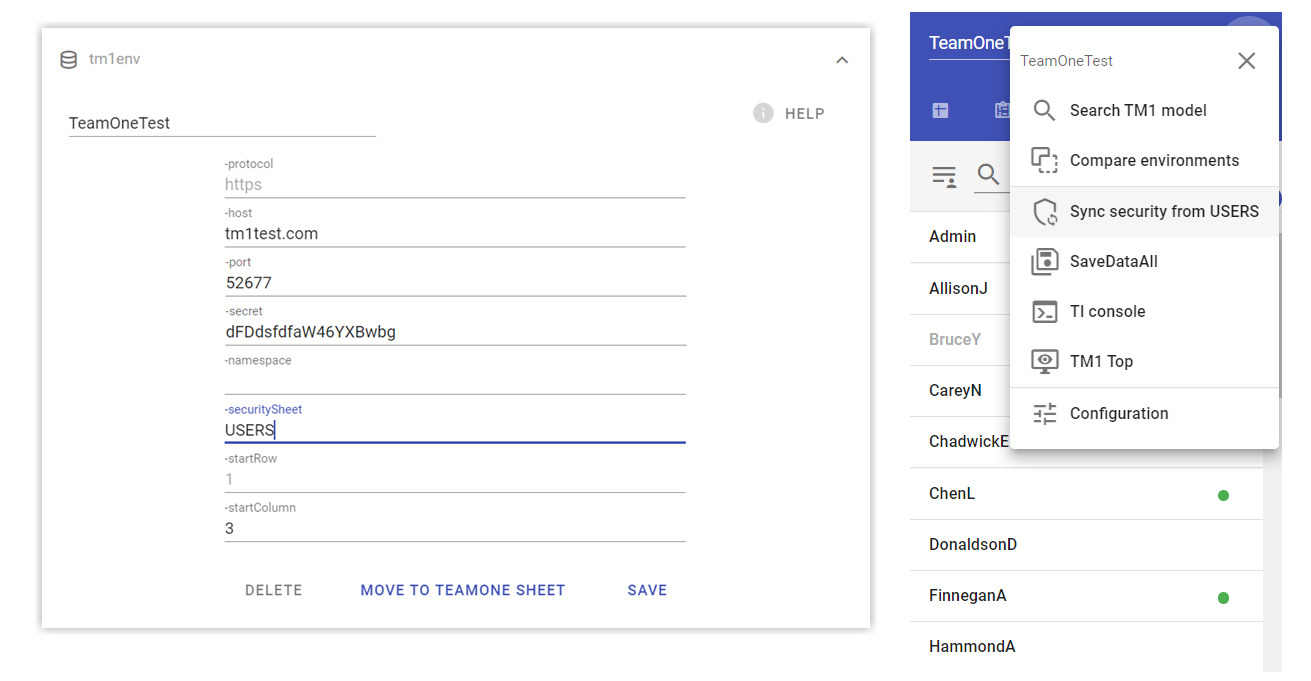 tm1env
TeamOneTest
HELP
-protocol
https
-host
tm1test.com
-port
52677
-secret
dFDdsfdfaW46YXBwbg
-namespace
-securitySheet
USERS
-startRow
1
-startColumn
3
DELETE MOVE TO TEAMONE SHEET SAVE
TeamOneT
TeamOneTest
Search TM1 model
Compare environments
Sync security from USERS
SaveDataAll
TI console
TM1 Top
Configuration
Admin
AllisonJ
BruceY
CareyN
ChadwickE
ChenL
DonaldsonD
FinneganA
HammondA